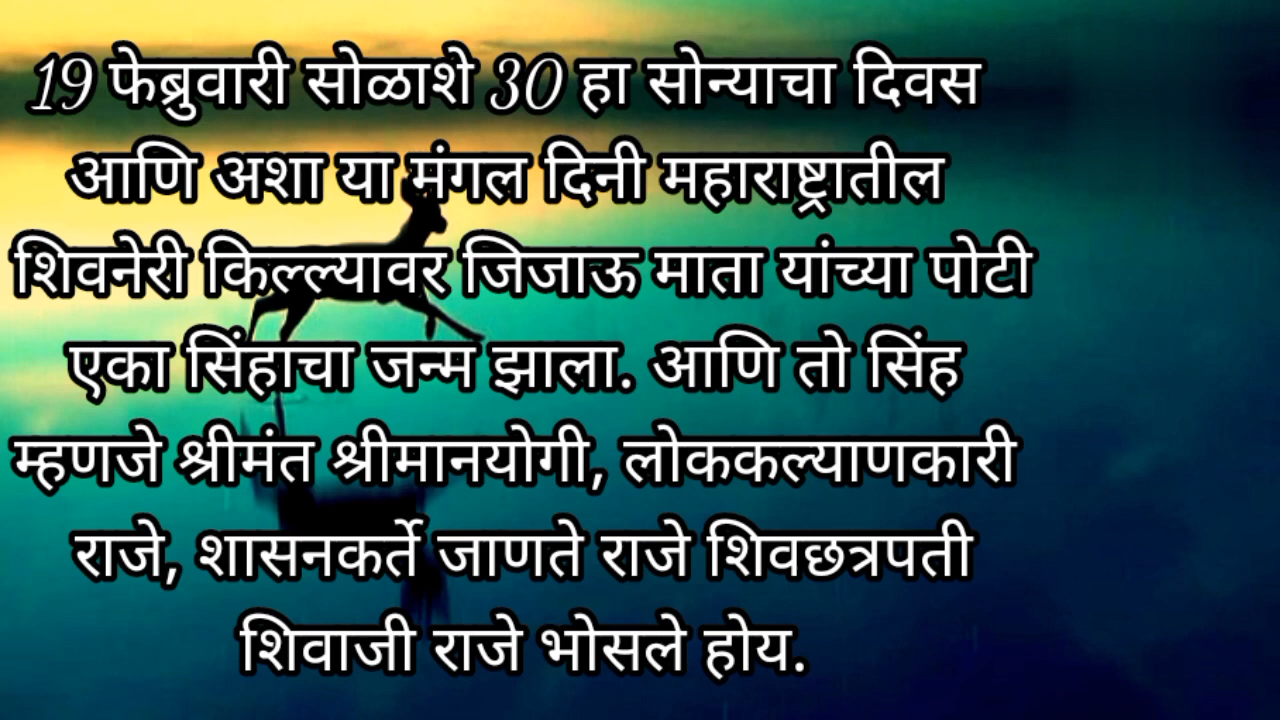 19 फेब्रुवारी सोळाशे 30 हा सोन्याचा दिवस
आणि अशा या मंगल दिनी महाराष्ट्रातील
शिवनेरी किल्ल्यावर जिजाऊ माता यांच्या पोटी
एका सिंहाचा जन्म झाला. आणि तो सिंह
म्हणजे श्रीमंत श्रीमानयोगी, लोककल्याणकारी
राजे, शासनकर्ते जाणते राजे शिवछत्रपती
शिवाजी राजे भोसले होय.